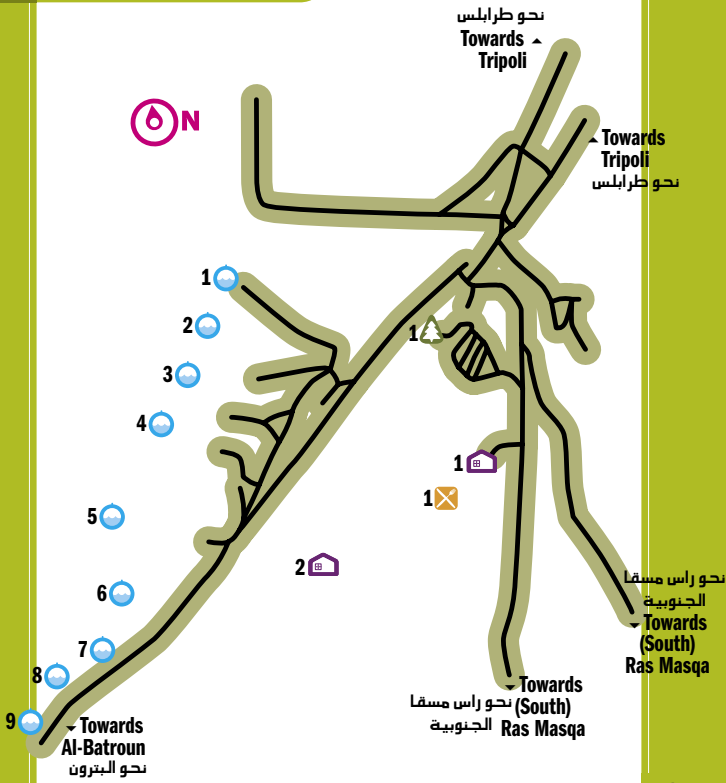 نحو طرابلس
Towards
Tripoli
N
Towards
Tripoli
نحو طرابلس
1
2
3
1
4
1
1
5
2
نحو راس مسقا
الجنوبية
6
Towards
(South)
Ras Masqa
7
8
Towards
نحو راس مسقا (South)
الجنوبية Ras Masqa
9
Towards
Al-Batroun
نحو البترون